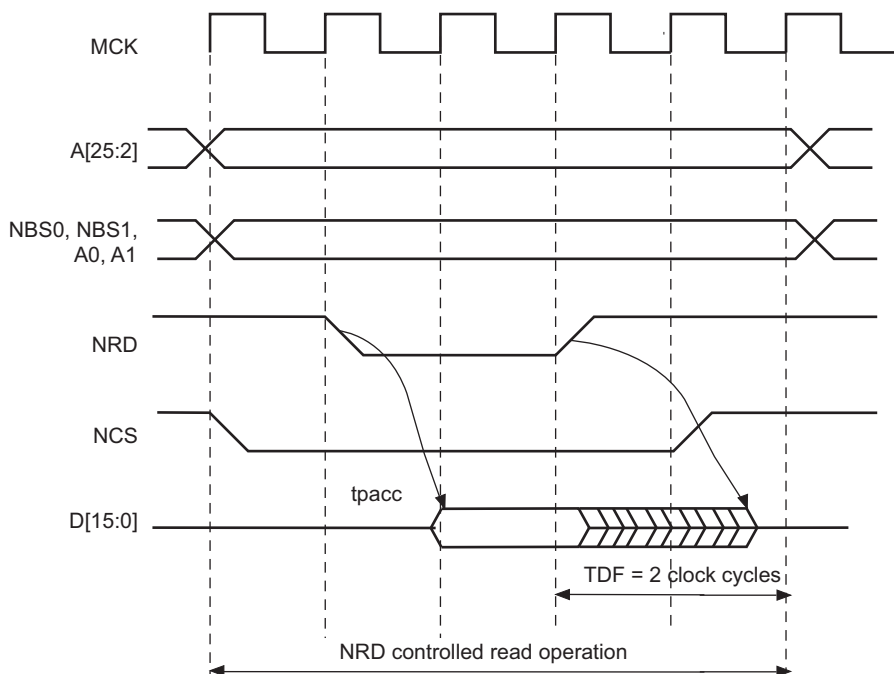 MCK
A[25:2]
NBS0, NBS1,
A0, A1
NRD
NCS
tpacc
D[15:0]
TDF = 2 clock cycles
NRD controlled read operation